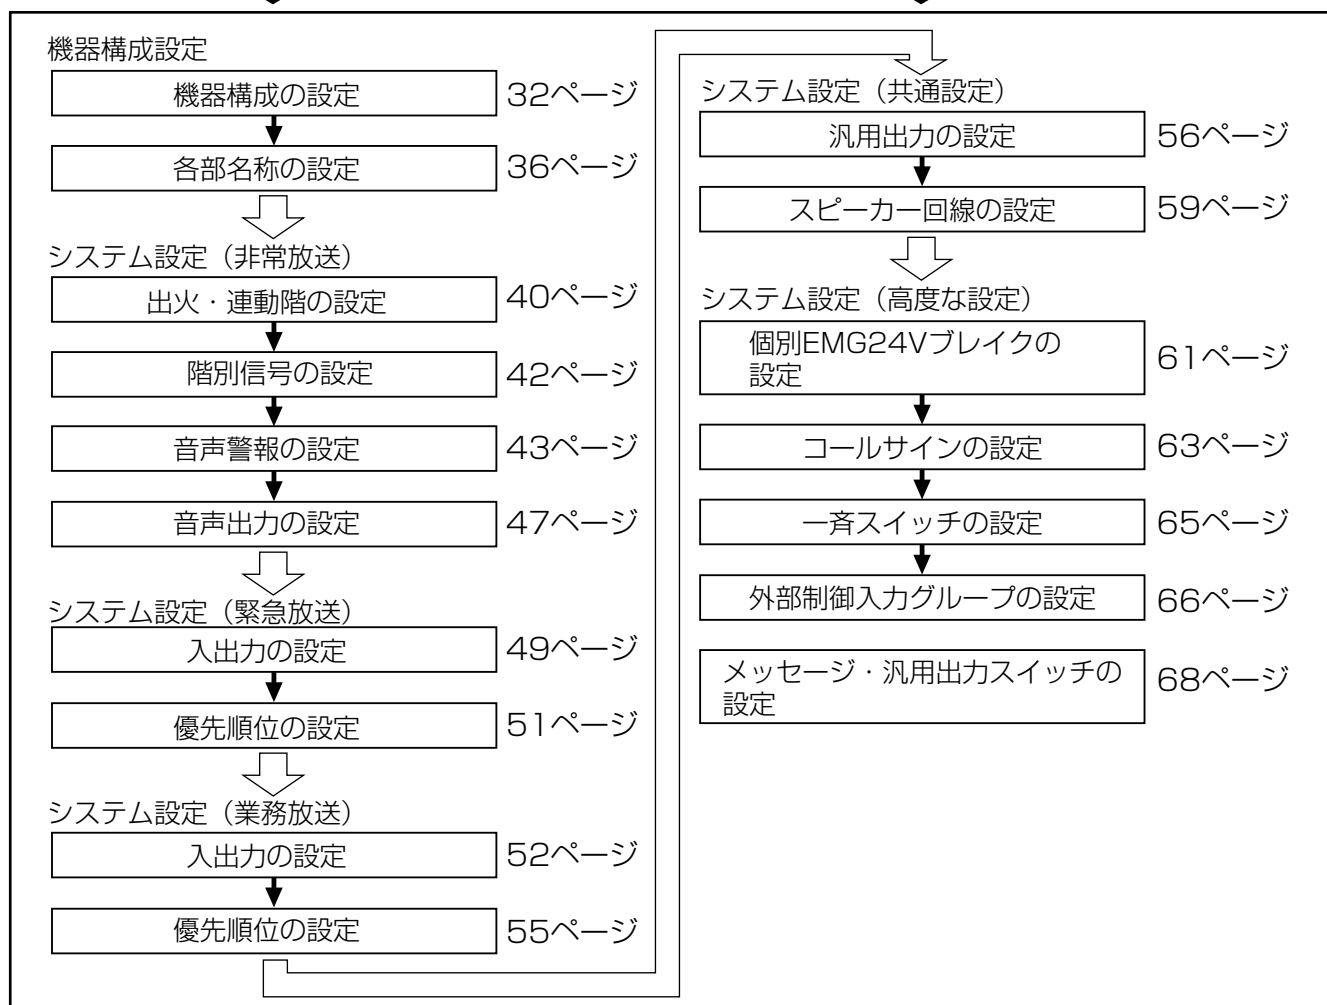 機器構成設定
機器構成の設定 32ページ
各部名称の設定 36ページ
システム設定（非常放送）
出火・連動階の設定 40ページ
階別信号の設定 42ページ
音声警報の設定 43ページ
音声出力の設定 47ページ
システム設定（緊急放送）
入出力の設定 49ページ
優先順位の設定 51ページ
システム設定（業務放送）
入出力の設定 52ページ
優先順位の設定 55ページ
システム設定（共通設定）
汎用出力の設定 56ページ
スピーカー回線の設定 59ページ
システム設定（高度な設定）
個別EMG24Vブレイクの
設定 61ページ
コールサインの設定 63ページ
一斉スイッチの設定 65ページ
外部制御入力グループの設定 66ページ
メッセージ・汎用出力スイッチの
設定 68ページ